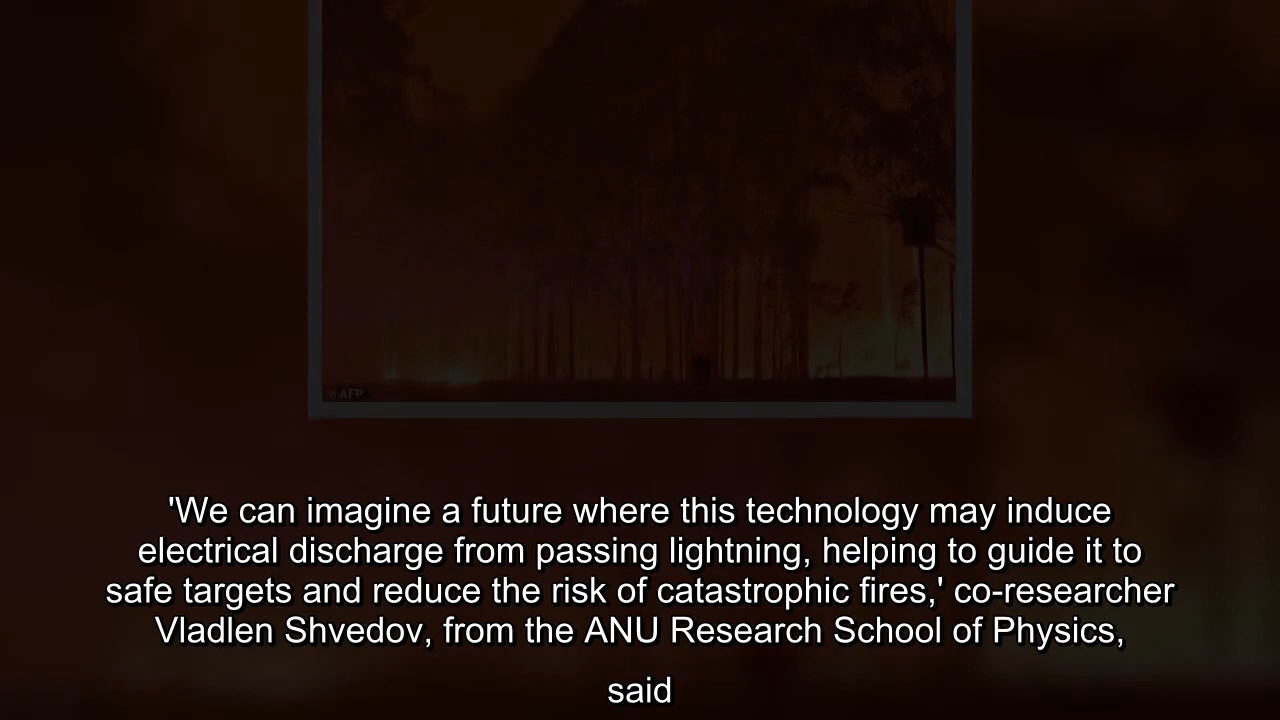 © AFP
'We can imagine a future where this technology may induce
electrical discharge from passing lightning, helping to guide it to
safe targets and reduce the risk of catastrophic fires,' co-researcher
Vladlen Shvedov, from the ANU Research School of Physics,
said